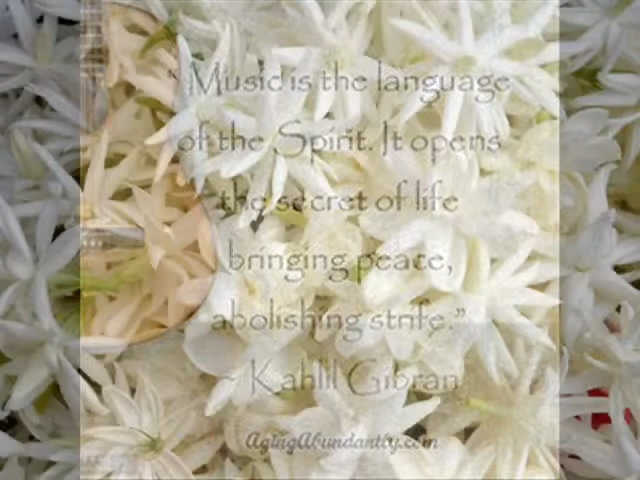 "Music is the language
of the Spirit. It opens
the secret of life
bringing peace,
abolishing strife."
~ Kahlil Gibran
AgingAbundantly.com